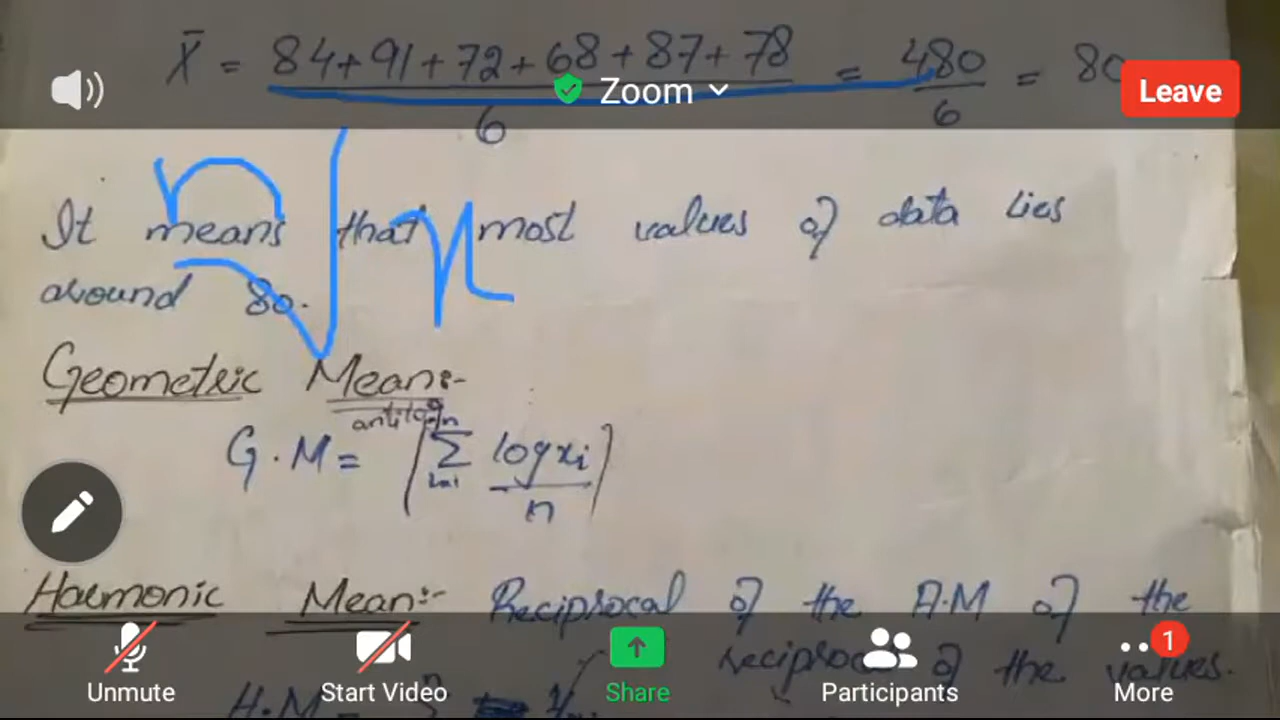 X̄ = 84+91+72+68+87+78 / 6 = 480 / 6 = 80
Zoom
Leave
It means that most values of data lies
around 80.
Geometric Mean:-
G.M = antilog (Σ i=1 n log xi / n)
Harmonic Mean:- Reciprocal of the A.M of the
reciprocal of the values.
H.M =
1
Unmute
Start Video
Share
Participants
More